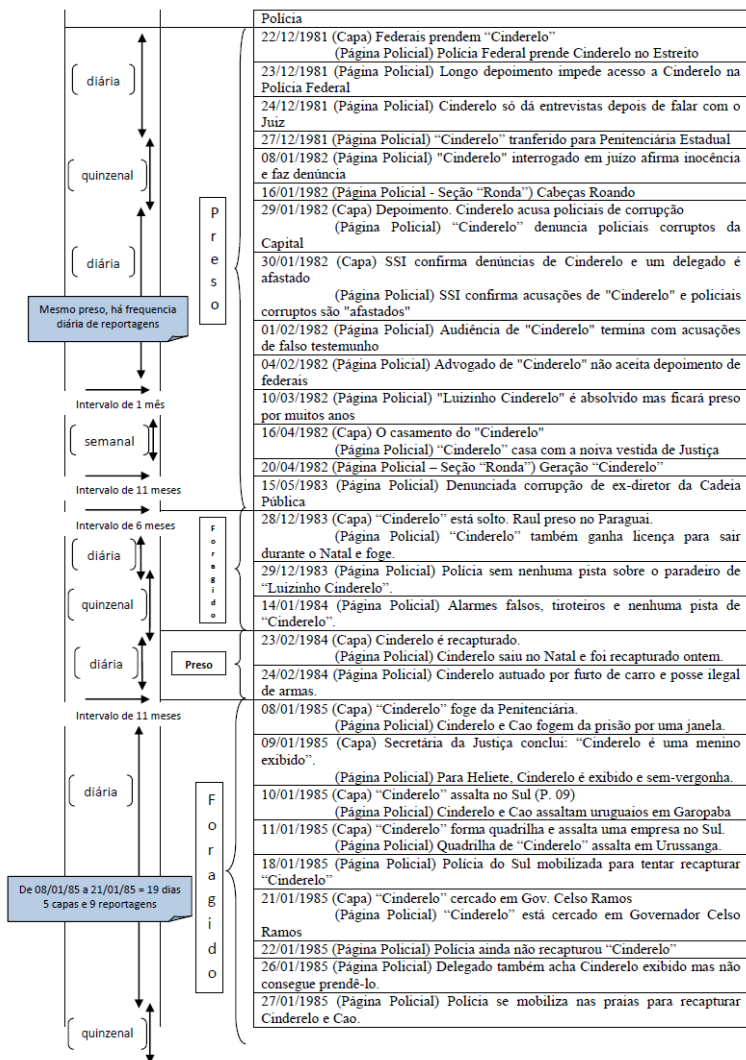 Polícia
22/12/1981 (Capa) Federais prendem “Cinderelo”
(Página Policial) Polícia Federal prende Cinderelo no Estreito
diária
23/12/1981 (Página Policial) Longo depoimento impede acesso a Cinderelo na
Polícia Federal
24/12/1981 (Página Policial) Cinderelo só dá entrevistas depois de falar com o
Juiz
27/12/1981 (Página Policial) “Cinderelo” tranferido para Penitenciária Estadual
quinzenal
08/01/1982 (Página Policial) "Cinderelo" interrogado em juízo afirma inocência
e faz denúncia
16/01/1982 (Página Policial - Seção “Ronda”) Cabeças Roando
Preso
29/01/1982 (Capa) Depoimento. Cinderelo acusa policiais de corrupção
(Página Policial) “Cinderelo” denuncia policiais corruptos da
Capital
diária
30/01/1982 (Capa) SSI confirma denúncias de Cinderelo e um delegado é
afastado
(Página Policial) SSI confirma acusações de "Cinderelo" e policiais
corruptos são "afastados"
Mesmo preso, há frequencia
diária de reportagens
01/02/1982 (Página Policial) Audiência de "Cinderelo" termina com acusações
de falso testemunho
04/02/1982 (Página Policial) Advogado de "Cinderelo" não aceita depoimento de
federais
Intervalo de 1 mês
10/03/1982 (Página Policial) "Luizinho Cinderelo" é absolvido mas ficará preso
por muitos anos
semanal
16/04/1982 (Capa) O casamento do "Cinderelo"
(Página Policial) “Cinderelo” casa com a noiva vestida de Justiça
20/04/1982 (Página Policial – Seção “Ronda”) Geração “Cinderelo”
Intervalo de 11 meses
15/05/1983 (Página Policial) Denunciada corrupção de ex-diretor da Cadeia
Pública
Intervalo de 6 meses
28/12/1983 (Capa) “Cinderelo” está solto. Raul preso no Paraguai.
(Página Policial) “Cinderelo” também ganha licença para sair
durante o Natal e foge.
diária
Foragido
29/12/1983 (Página Policial) Polícia sem nenhuma pista sobre o paradeiro de
“Luizinho Cinderelo”.
quinzenal
14/01/1984 (Página Policial) Alarmes falsos, tiroteios e nenhuma pista de
“Cinderelo”.
23/02/1984 (Capa) Cinderelo é recapturado.
(Página Policial) Cinderelo saiu no Natal e foi recapturado ontem.
diária
Preso
24/02/1984 (Página Policial) Cinderelo autuado por furto de carro e posse ilegal
de armas.
Intervalo de 11 meses
08/01/1985 (Capa) “Cinderelo” foge da Penitenciária.
(Página Policial) Cinderelo e Cao fogem da prisão por uma janela.
09/01/1985 (Capa) Secretária da Justiça conclui: “Cinderelo é uma menino
exibido”.
(Página Policial) Para Heliete, Cinderelo é exibido e sem-vergonha.
diária
Foragido
10/01/1985 (Capa) “Cinderelo” assalta no Sul (P. 09)
(Página Policial) Cinderelo e Cao assaltam uruguaios em Garopaba
11/01/1985 (Capa) “Cinderelo” forma quadrilha e assalta uma empresa no Sul.
(Página Policial) Quadrilha de “Cinderelo” assalta em Urussanga.
18/01/1985 (Página Policial) Polícia do Sul mobilizada para tentar recapturar
“Cinderelo”
De 08/01/85 a 21/01/85 = 19 dias
5 capas e 9 reportagens
21/01/1985 (Capa) “Cinderelo” cercado em Gov. Celso Ramos
(Página Policial) “Cinderelo” está cercado em Governador Celso
Ramos
22/01/1985 (Página Policial) Polícia ainda não recapturou “Cinderelo”
26/01/1985 (Página Policial) Delegado também acha Cinderelo exibido mas não
consegue prendê-lo.
27/01/1985 (Página Policial) Polícia se mobiliza nas praias para recapturar
Cinderelo e Cao.
quinzenal